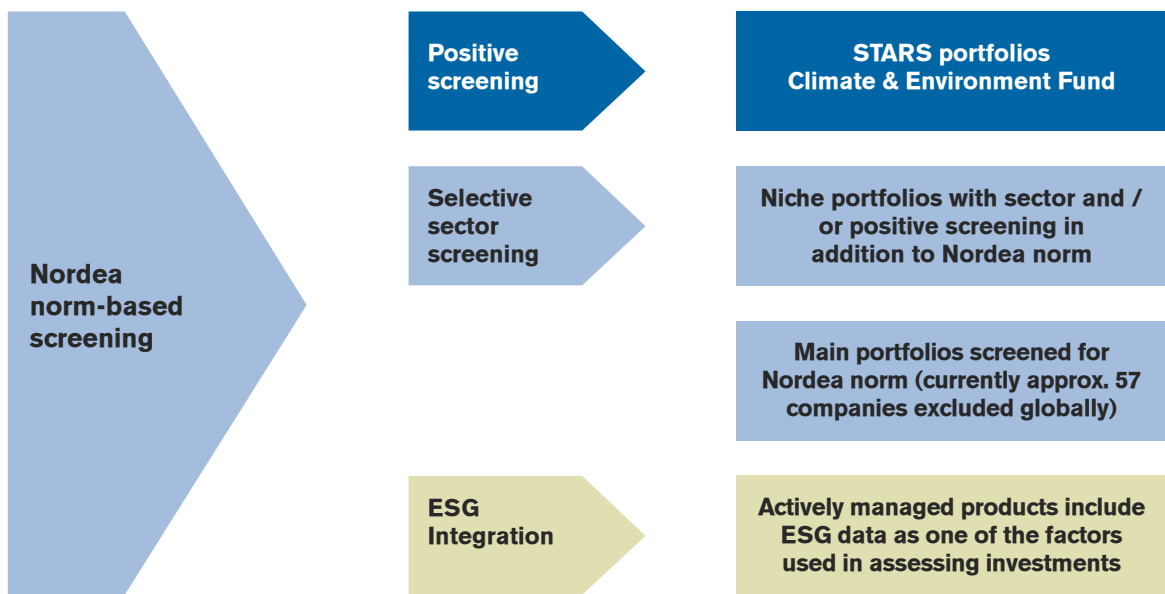 Nordea
norm-based
screening
Positive
screening
STARS portfolios
Climate & Environment Fund
Selective
sector
screening
Niche portfolios with sector and /
or positive screening in
addition to Nordea norm
Main portfolios screened for
Nordea norm (currently approx. 57
companies excluded globally)
ESG
Integration
Actively managed products include
ESG data as one of the factors
used in assessing investments